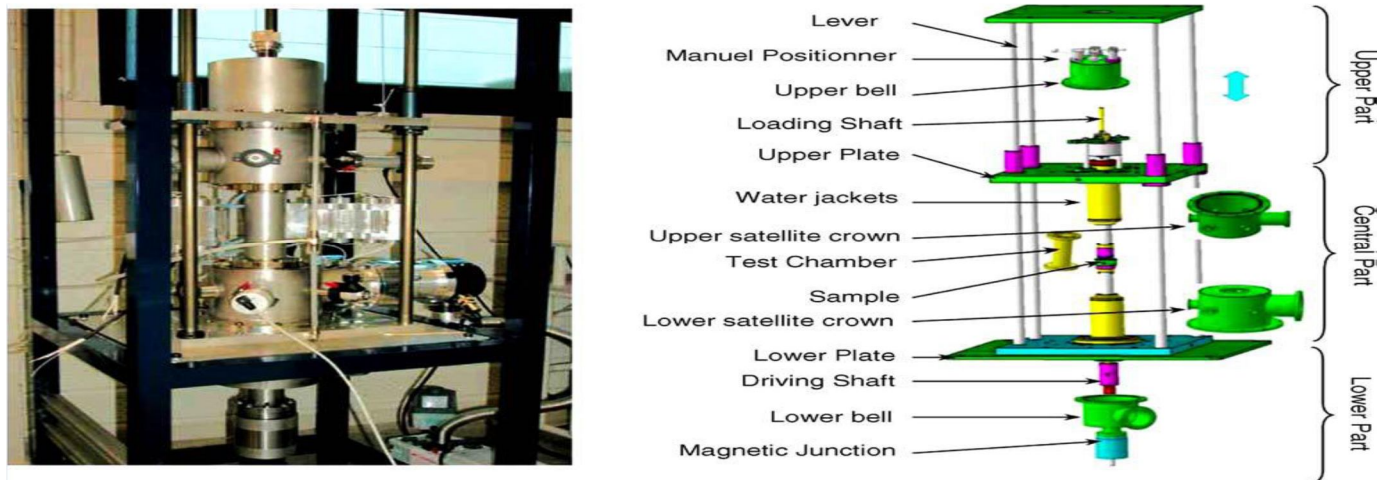 Lever
Manuel Positionner
Upper bell
Loading Shaft
Upper Plate
Water jackets
Upper satellite crown
Test Chamber
Sample
Lower satellite crown
Lower Plate
Driving Shaft
Lower bell
Magnetic Junction
Upper Part
Central Part
Lower Part